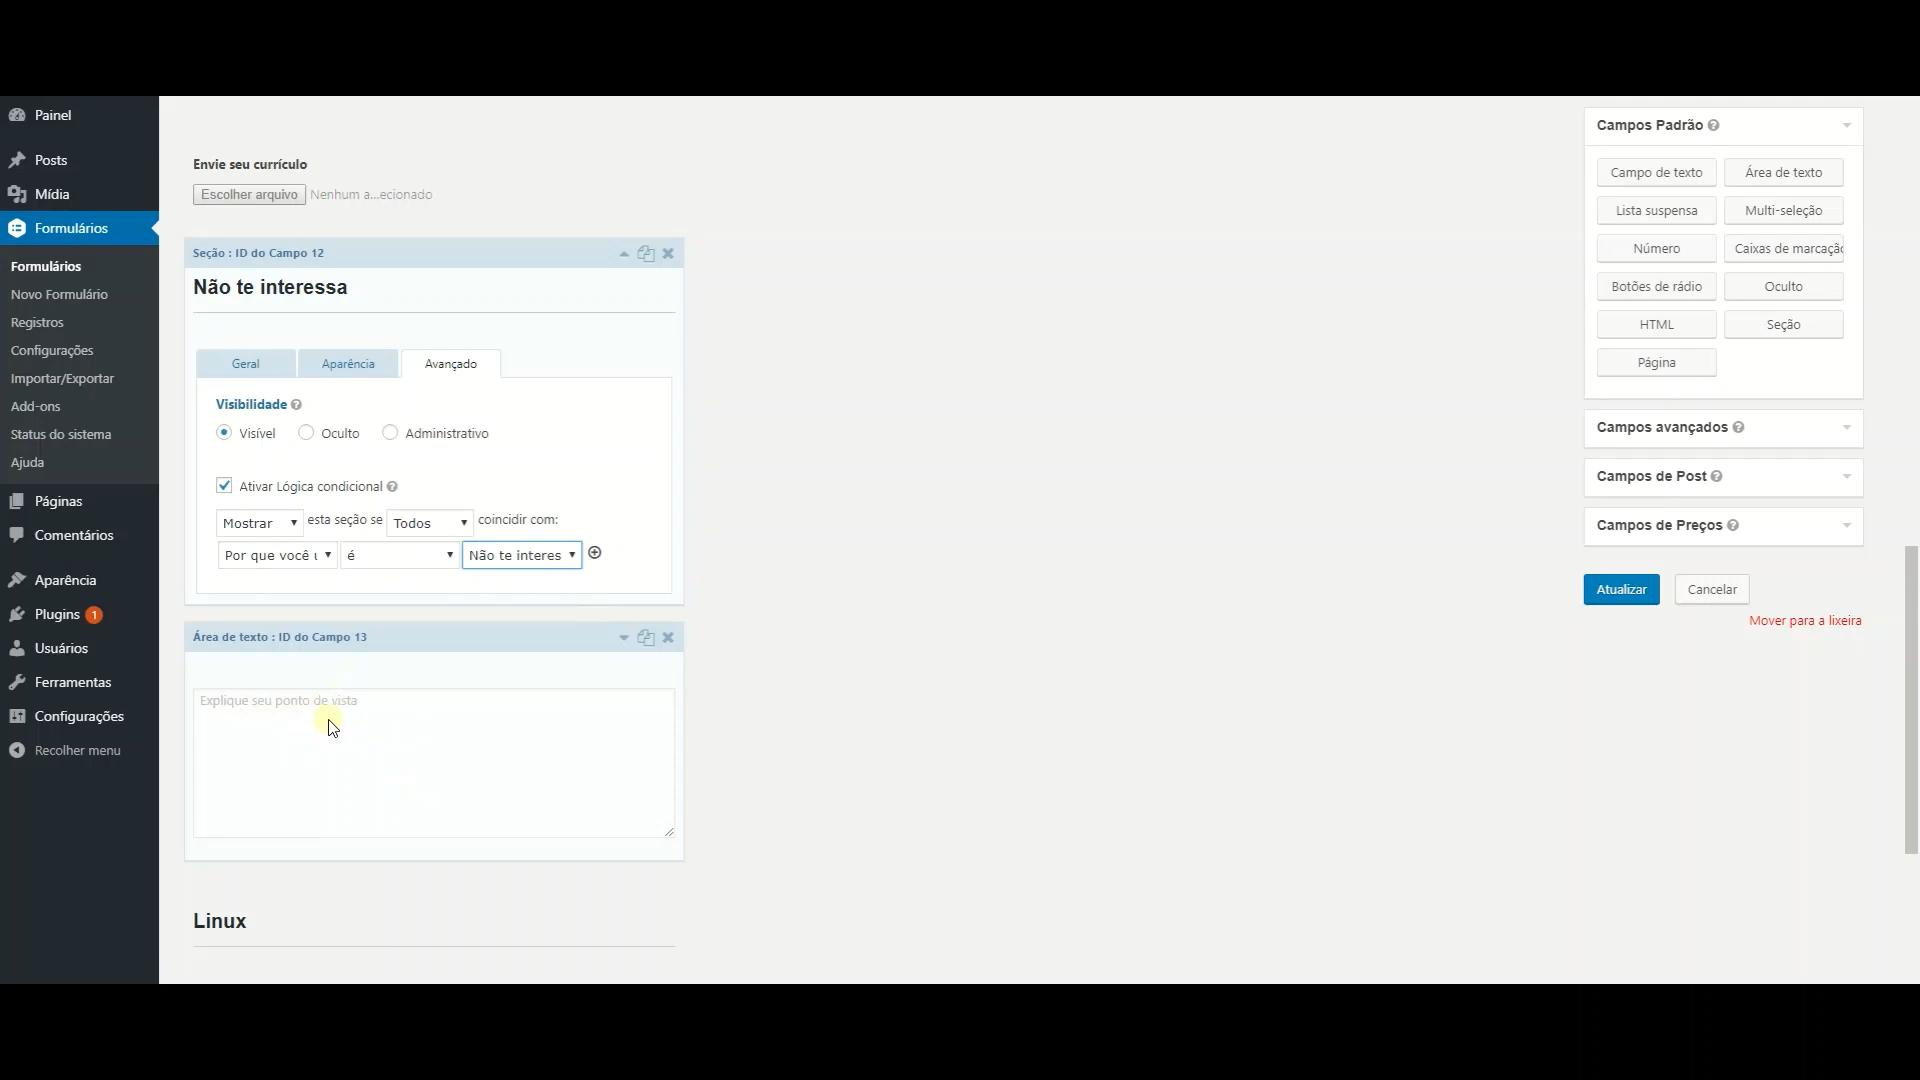 Painel
Posts
Mídia
Formulários
Formulários
Novo Formulário
Registros
Configurações
Importar/Exportar
Add-ons
Status do sistema
Ajuda
Páginas
Comentários
Aparência
Plugins 1
Usuários
Ferramentas
Configurações
Recolher menu
Envie seu currículo
Escolher arquivo Nenhum a...ecionado
Seção : ID do Campo 12
Não te interessa
Geral Aparência Avançado
Visibilidade
Visível Oculto Administrativo
Ativar Lógica condicional
Mostrar esta seção se Todos coincidir com:
Por que você é Não te interes
Área de texto : ID do Campo 13
Explique seu ponto de vista
Linux
Campos Padrão
Campo de texto Área de texto
Lista suspensa Multi-seleção
Número Caixas de marcaçã
Botões de rádio Oculto
HTML Seção
Página
Campos avançados
Campos de Post
Campos de Preços
Atualizar Cancelar
Mover para a lixeira